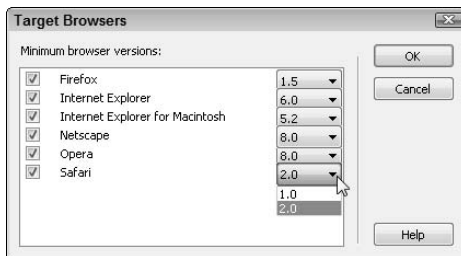 Target Browsers
Minimum browser versions:
OK
Firefox 1.5
Cancel
Internet Explorer 6.0
Internet Explorer for Macintosh 5.2
Netscape 8.0
Opera 8.0
Safari 2.0
1.0
2.0
Help